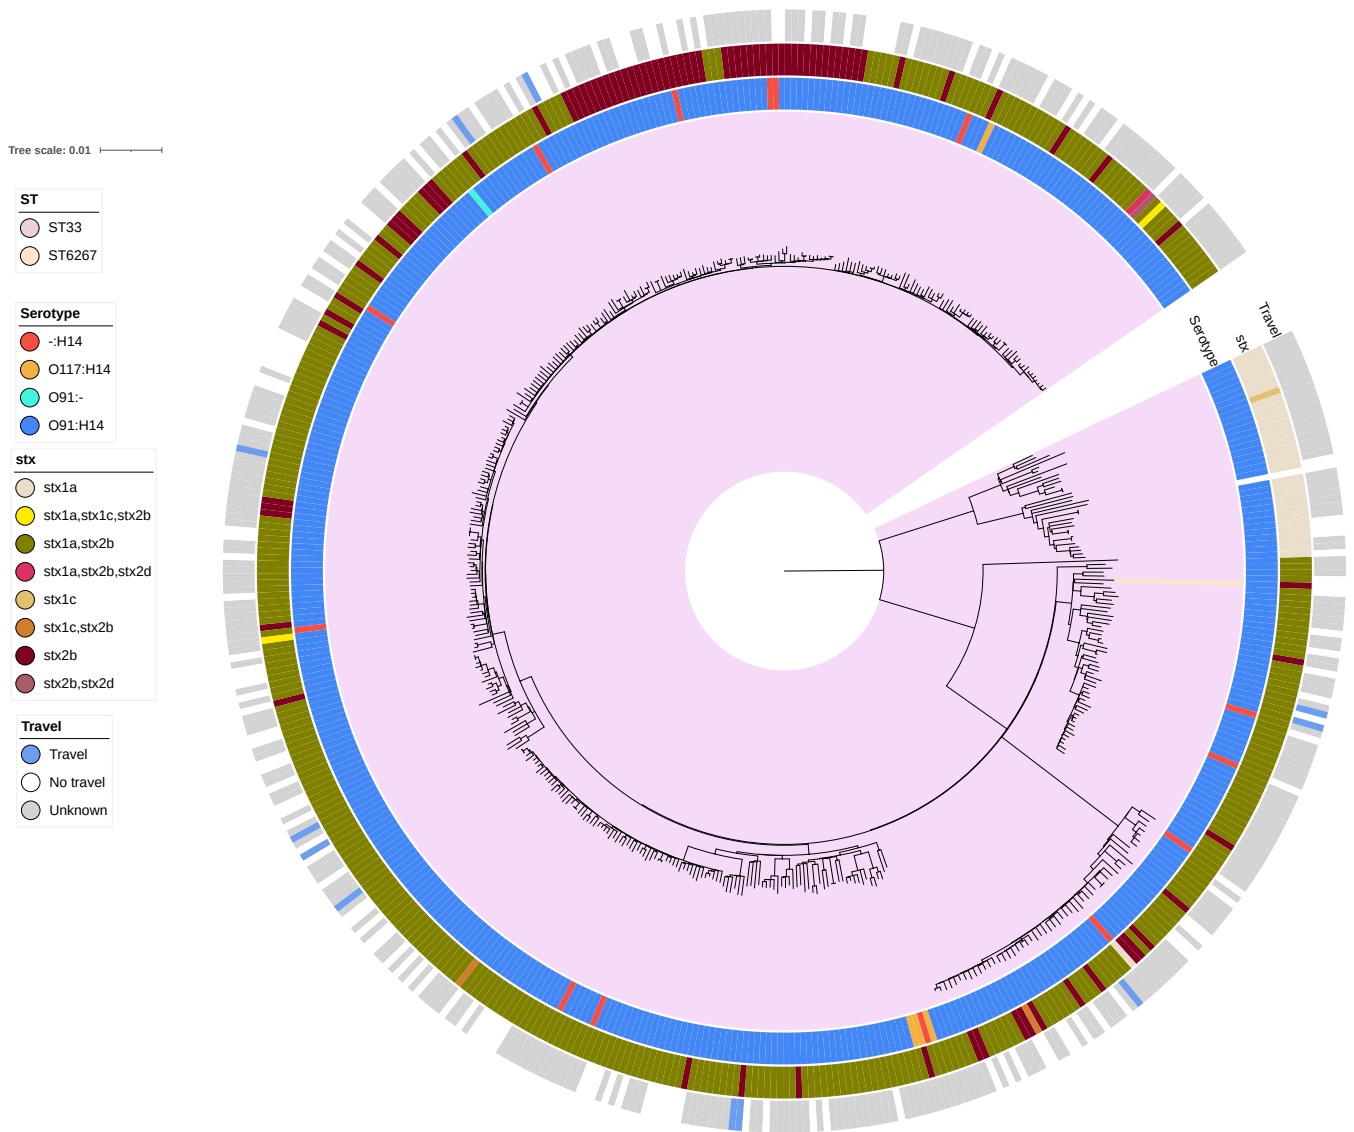 Tree scale: 0.01
ST
ST33
ST6267
Serotype
-:H14
O117:H14
O91:-
O91:H14
stx
stx1a
stx1a,stx1c,stx2b
stx1a,stx2b
stx1a,stx2b,stx2d
stx1c
stx1c,stx2b
stx2b
stx2b,stx2d
Travel
Travel
No travel
Unknown
Serotype
stx
Travel